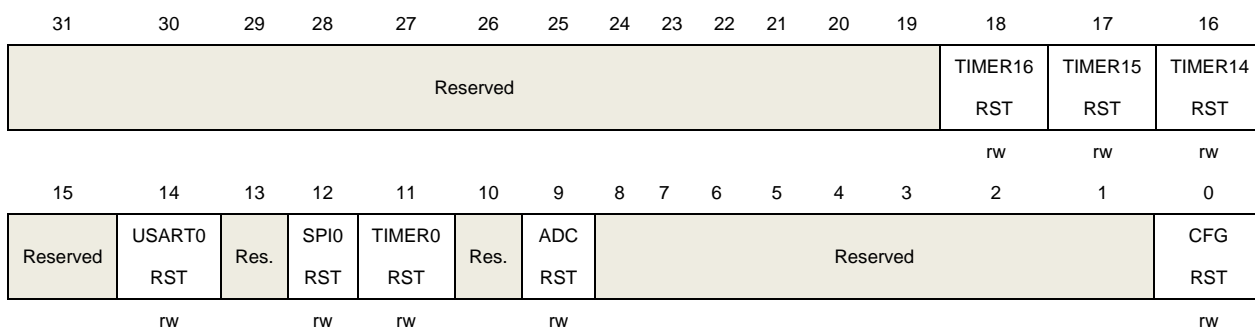 31 30 29 28 27 26 25 24 23 22 21 20 19 18 17 16
Reserved TIMER16 RST TIMER15 RST TIMER14 RST
rw rw rw
15 14 13 12 11 10 9 8 7 6 5 4 3 2 1 0
Reserved USART0 RST Res. SPI0 RST TIMER0 RST Res. ADC RST Reserved CFG RST
rw rw rw rw rw